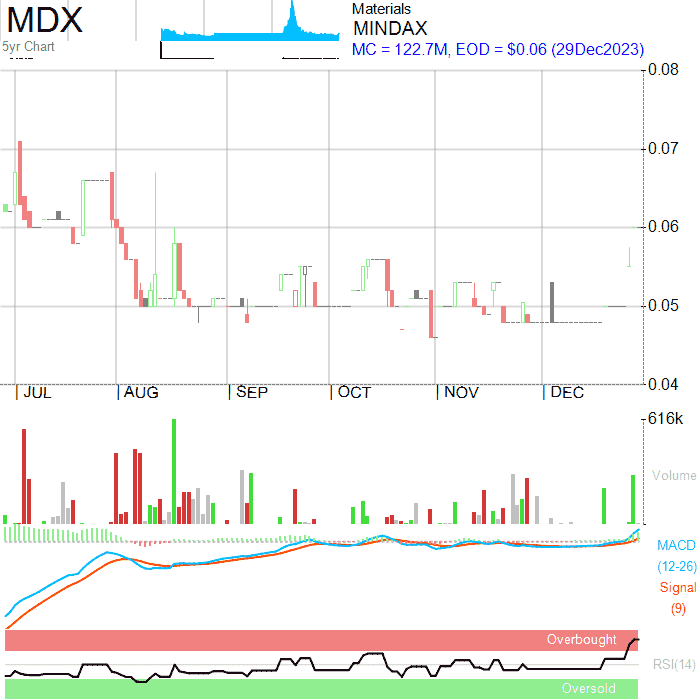 MDX
5yr Chart
Materials
MINDAX
MC = 122.7M, EOD = $0.06 (29Dec2023)
0.08
0.07
0.06
0.05
0.04
JUL AUG SEP OCT NOV DEC
616k
Volume
MACD
(12-26)
Signal
(9)
Overbought
RSI(14)
Oversold